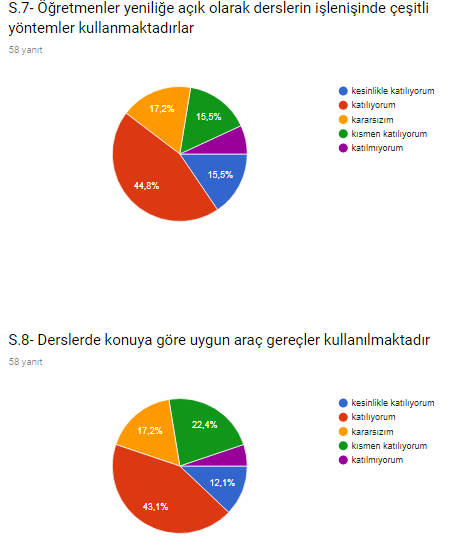 S.7- Öğretmenler yeniliğe açık olarak derslerin işlenişinde çeşitli
yöntemler kullanmaktadırlar
58 yanıt
kesinlikle katılıyorum
katılıyorum
kararsızım
kısmen katılıyorum
katılmıyorum
17,2%
15,5%
15,5%
44,8%
S.8- Derslerde konuya göre uygun araç gereçler kullanılmaktadır
58 yanıt
kesinlikle katılıyorum
katılıyorum
kararsızım
kısmen katılıyorum
katılmıyorum
22,4%
17,2%
12,1%
43,1%